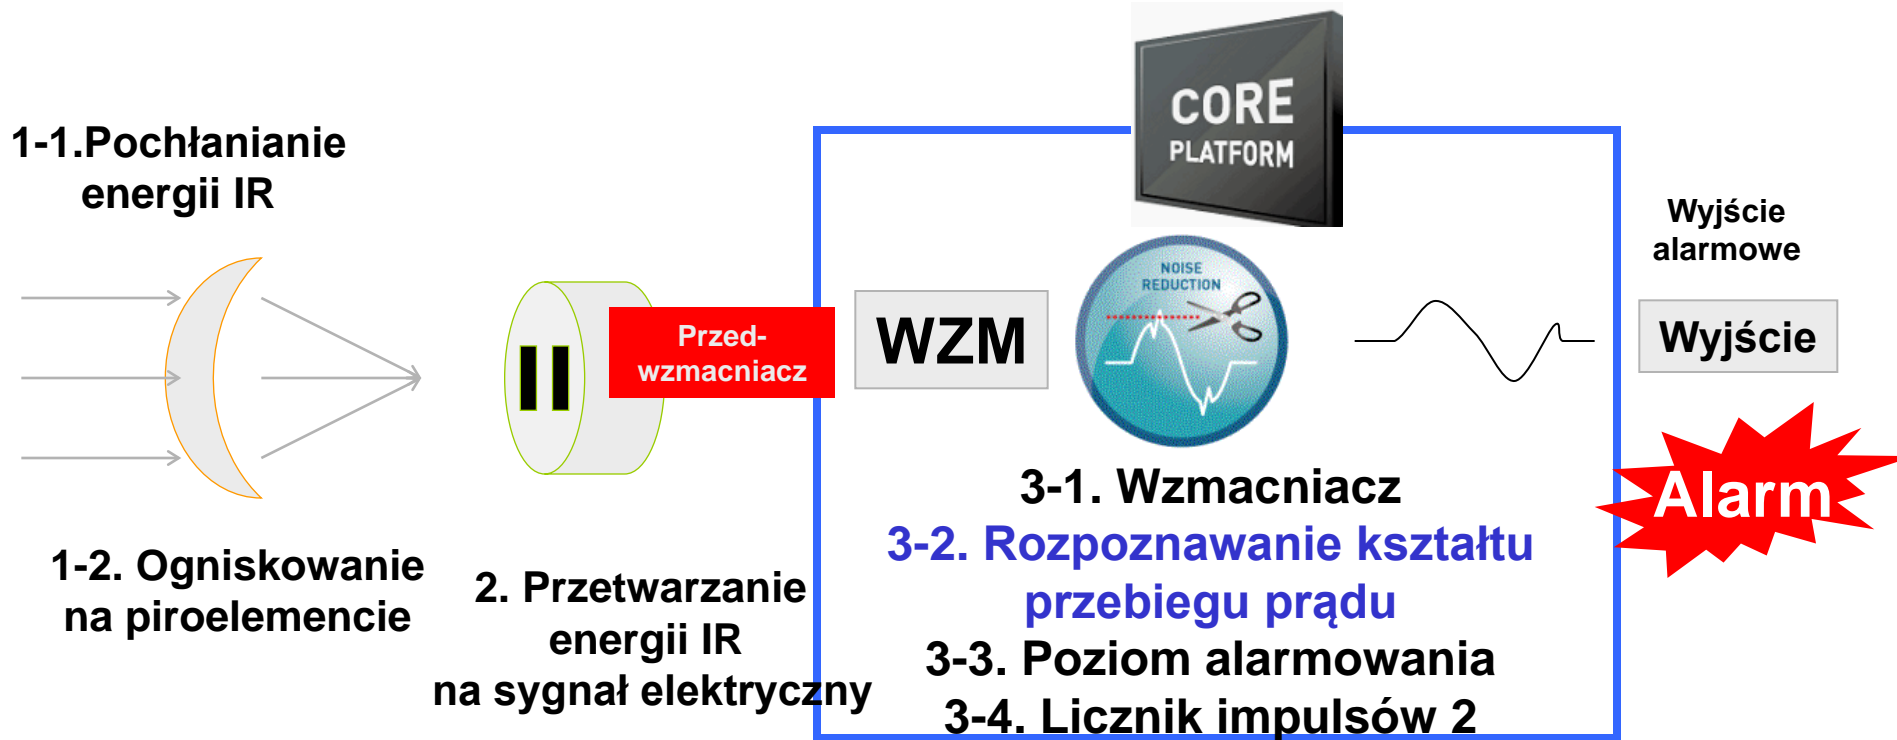 1-1.Pochłanianie
energii IR
1-2. Ogniskowanie
na piroelemencie
2. Przetwarzanie
energii IR
na sygnał elektryczny
Przed-
wzmacniacz
CORE
PLATFORM
WZM
NOISE
REDUCTION
3-1. Wzmacniacz
3-2. Rozpoznawanie kształtu
przebiegu prądu
3-3. Poziom alarmowania
3-4. Licznik impulsów 2
Wyjście
alarmowe
Wyjście
Alarm